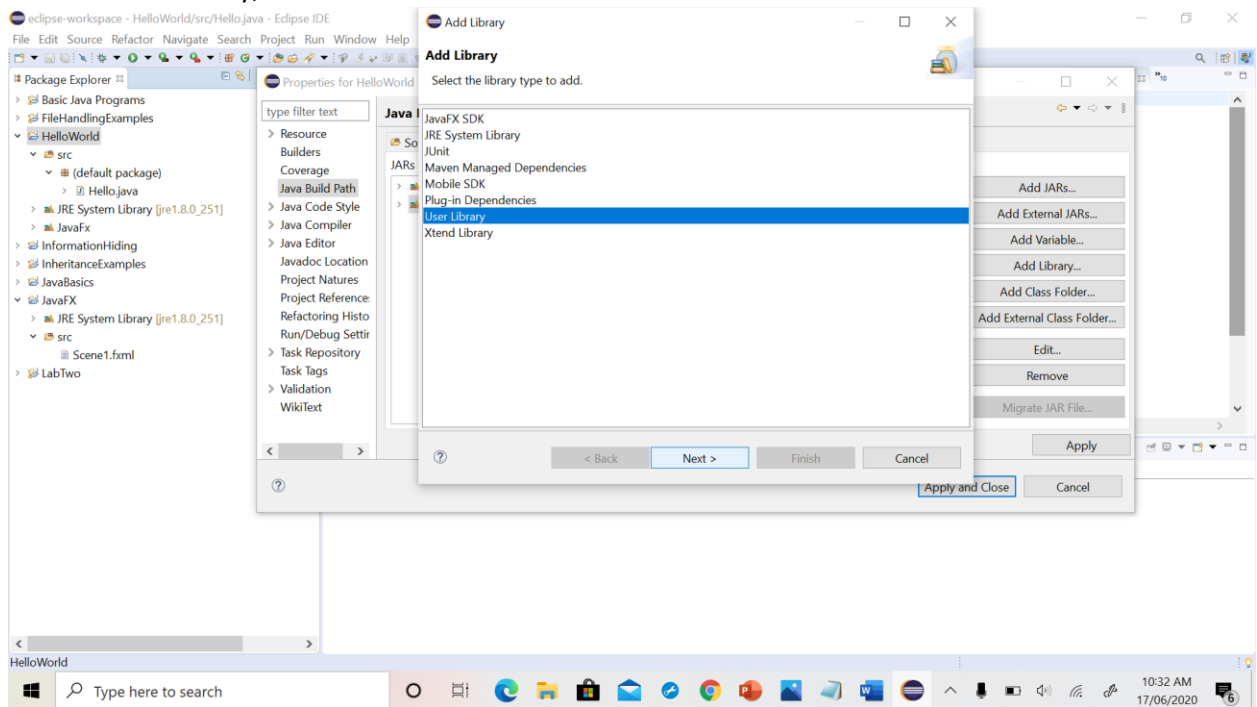 eclipse-workspace - HelloWorld/src/Hello.java - Eclipse IDE
File Edit Source Refactor Navigate Search Project Run Window Help
Package Explorer
Basic Java Programs
FileHandlingExamples
HelloWorld
src
(default package)
Hello.java
JRE System Library [jre1.8.0_251]
JavaFx
InformationHiding
InheritanceExamples
JavaBasics
JavaFX
JRE System Library [jre1.8.0_251]
src
Scene1.fxml
LabTwo
Properties for HelloWorld
type filter text
Resource
Builders
Coverage
Java Build Path
Java Code Style
Java Compiler
Java Editor
Javadoc Location
Project Natures
Project Reference
Refactoring Histo
Run/Debug Settir
Task Repository
Task Tags
Validation
WikiText
Java
So
JARs
Add Library
Add Library
Select the library type to add.
JavaFX SDK
JRE System Library
JUnit
Maven Managed Dependencies
Mobile SDK
Plug-in Dependencies
User Library
Xtend Library
< Back Next > Finish Cancel
Add JARs...
Add External JARs...
Add Variable...
Add Library...
Add Class Folder...
Add External Class Folder...
Edit...
Remove
Migrate JAR File...
Apply
Apply and Close Cancel
»10
HelloWorld
Type here to search
10:32 AM
17/06/2020
6